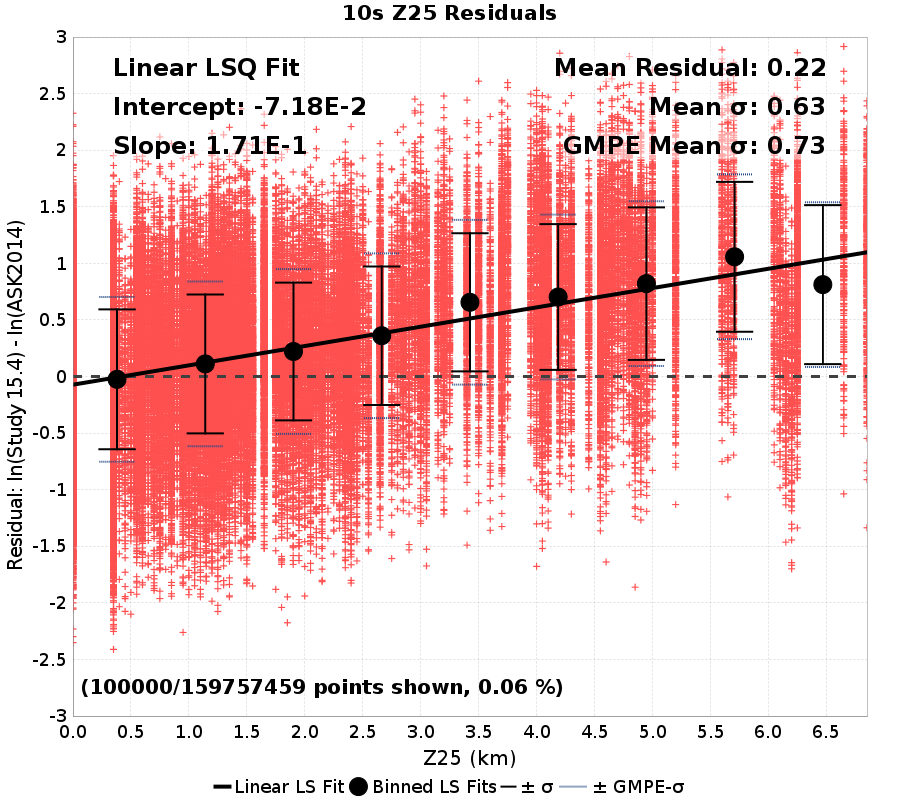 10s Z25 Residuals
Linear LSQ Fit
Intercept: -7.18E-2
Slope: 1.71E-1
Mean Residual: 0.22
Mean σ: 0.63
GMPE Mean σ: 0.73
Residual: ln(Study 15.4) - ln(ASK2014)
3
2.5
2
1.5
1
0.5
0
-0.5
-1
-1.5
-2
-2.5
-3
(100000/159757459 points shown, 0.06 %)
0.0 0.5 1.0 1.5 2.0 2.5 3.0 3.5 4.0 4.5 5.0 5.5 6.0 6.5
Z25 (km)
Linear LS Fit Binned LS Fits ± σ ± GMPE-σ